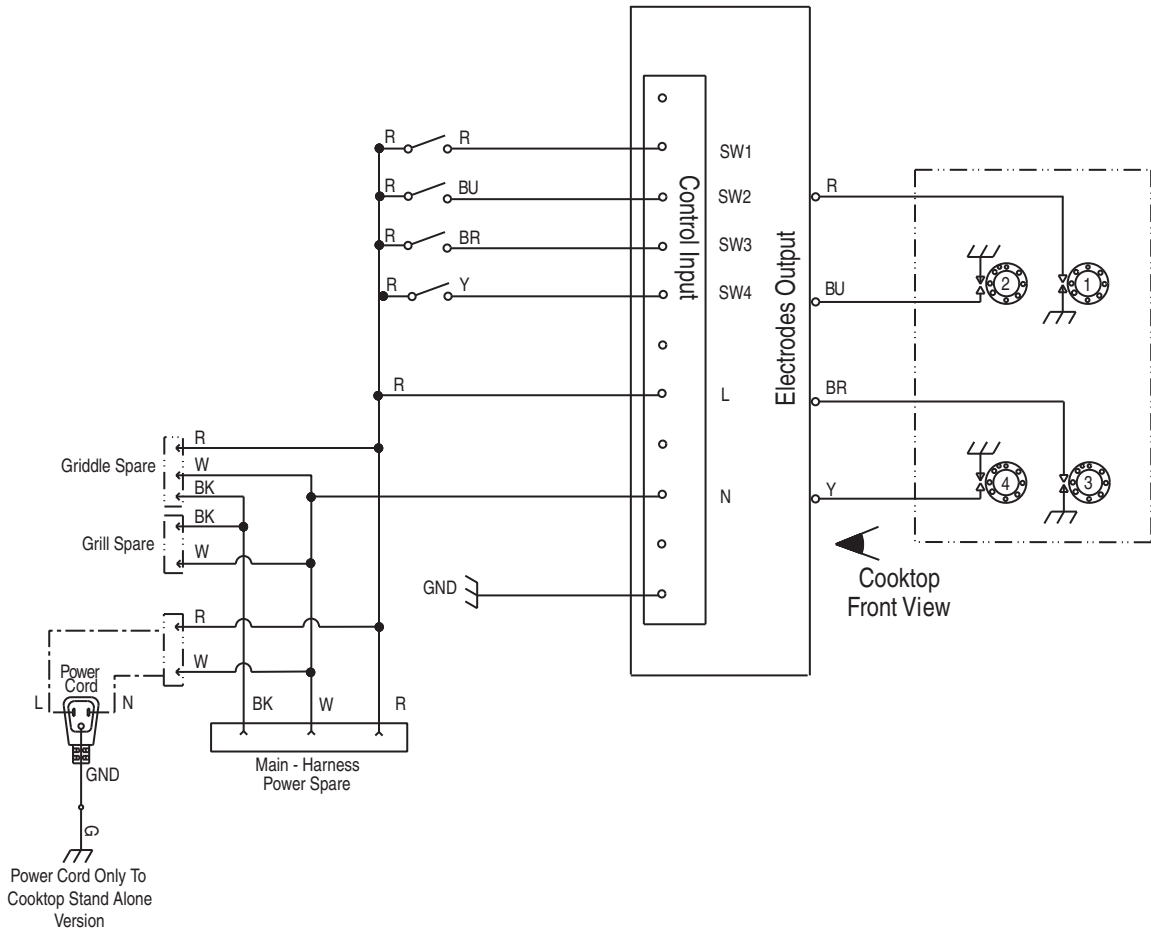 R
R
SW1
R
BU
SW2
R
BR
SW3
R
Y
SW4
Control Input
Electrodes Output
R
BU
BR
Y
2
1
4
3
R
L
N
Griddle Spare
R
W
BK
Grill Spare
BK
W
GND
Cooktop
Front View
R
W
Power
Cord
L
N
GND
G
BK
W
R
Main - Harness
Power Spare
Power Cord Only To
Cooktop Stand Alone
Version